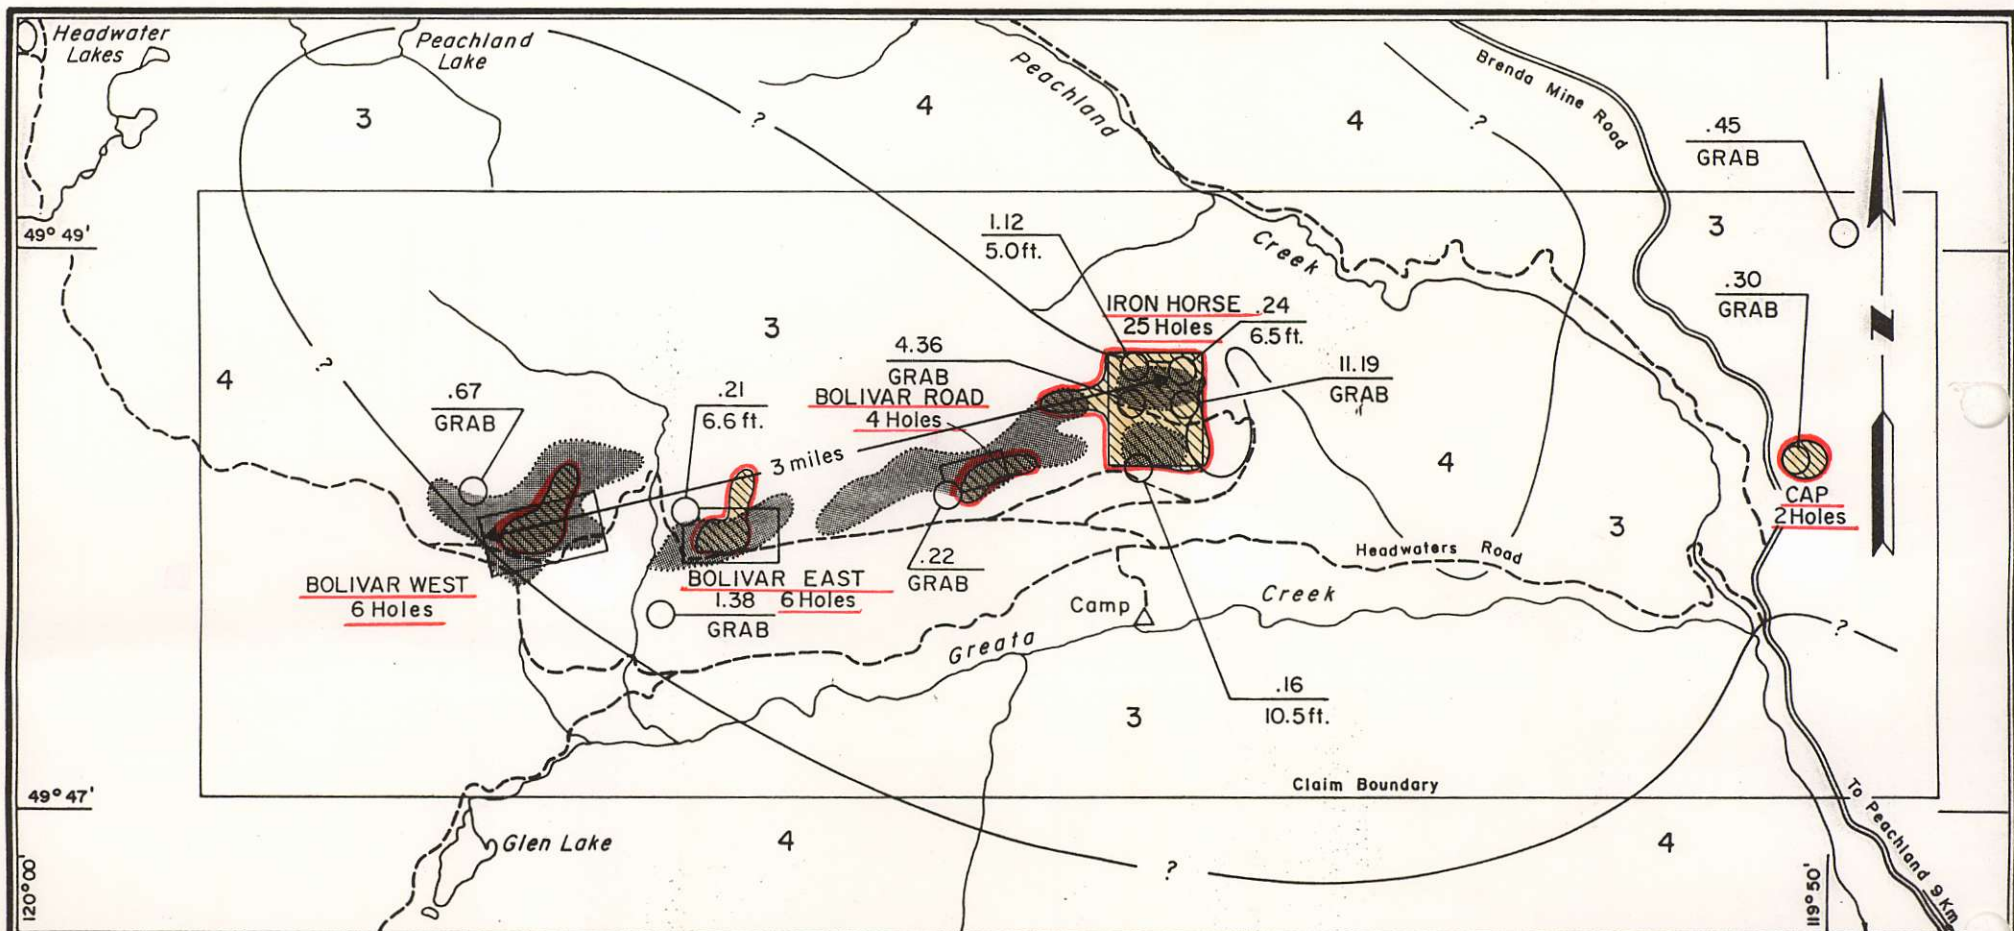 Headwater
Lakes
Peachland
Lake
3
?
4
Peachland
Creek
4
?
Brenda Mine Road
.45
GRAB
3
49° 49'
1.12
5.0ft.
N
IRON HORSE
25 Holes
.24
6.5ft.
.30
GRAB
3
4.36
GRAB
11.19
GRAB
4
?
.67
GRAB
.21
6.6 ft.
BOLIVAR ROAD
4 Holes
3 miles
4
CAP
2 Holes
3
Headwaters Road
BOLIVAR WEST
6 Holes
BOLIVAR EAST
6 Holes
1.38
GRAB
.22
GRAB
Camp
Creek
Greata
?
.16
10.5ft.
3
Claim Boundary
49° 47'
To Peachland 9 Km
Glen Lake
4
?
4
120° 00'
119° 50'